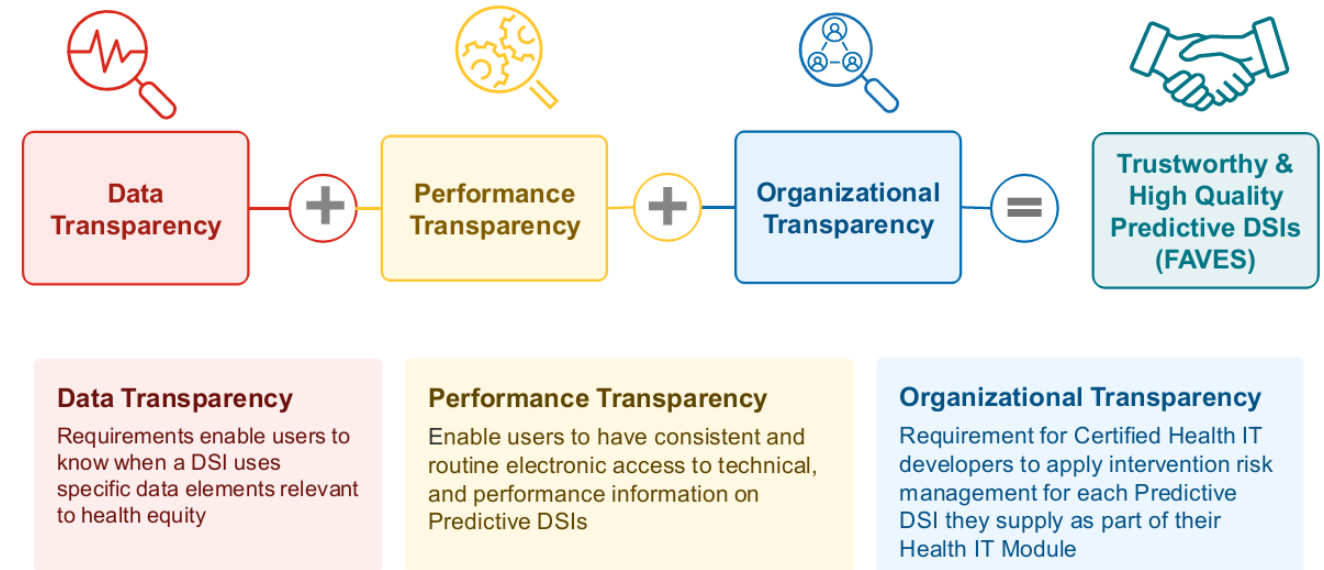 Data
Transparency
+
Performance
Transparency
+
Organizational
Transparency
=
Trustworthy &
High Quality
Predictive DSIs
(FAVES)
Data Transparency
Requirements enable users to
know when a DSI uses
specific data elements relevant
to health equity
Performance Transparency
Enable users to have consistent and
routine electronic access to technical,
and performance information on
Predictive DSIs
Organizational Transparency
Requirement for Certified Health IT
developers to apply intervention risk
management for each Predictive
DSI they supply as part of their
Health IT Module